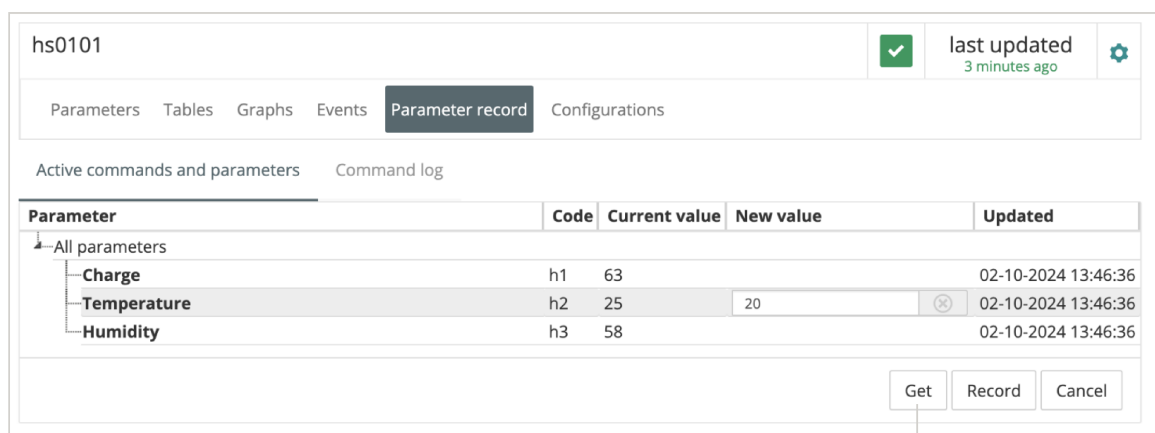 hs0101
last updated
3 minutes ago
Parameters Tables Graphs Events Parameter record Configurations
Active commands and parameters Command log
Parameter Code Current value New value Updated
All parameters
Charge h1 63 02-10-2024 13:46:36
Temperature h2 25 20 02-10-2024 13:46:36
Humidity h3 58 02-10-2024 13:46:36
Get Record Cancel